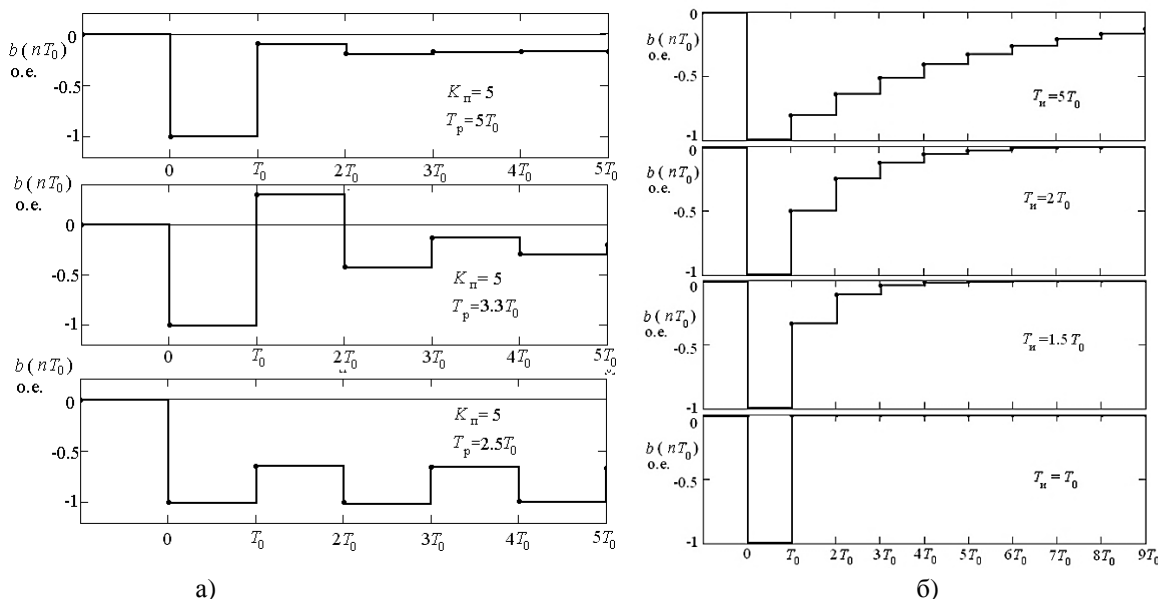 b(nT₀)
о.е.
0
-0.5
-1
Kп= 5
Tр=5T₀
0 T₀ 2T₀ 3T₀ 4T₀ 5T₀
b(nT₀)
о.е.
0
-0.5
-1
Kп= 5
Tр=3.3T₀
0 T₀ 2T₀ 3T₀ 4T₀ 5T₀
b(nT₀)
о.е.
0
-0.5
-1
Kп= 5
Tр=2.5T₀
0 T₀ 2T₀ 3T₀ 4T₀ 5T₀
а)
b(nT₀)
о.е.
0
-0.5
-1
Tи=5T₀
b(nT₀)
о.е.
0
-0.5
-1
Tи=2T₀
b(nT₀)
о.е.
0
-0.5
-1
Tи=1.5T₀
b(nT₀)
о.е.
0
-0.5
-1
Tи=T₀
0 T₀ 2T₀ 3T₀ 4T₀ 5T₀ 6T₀ 7T₀ 8T₀ 9T₀
б)